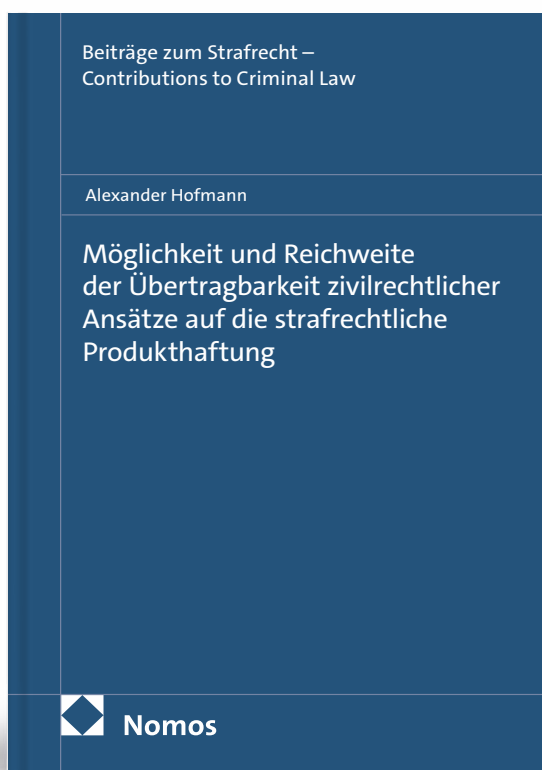 Beiträge zum Strafrecht –
Contributions to Criminal Law
Alexander Hofmann
Möglichkeit und Reichweite
der Übertragbarkeit zivilrechtlicher
Ansätze auf die strafrechtliche
Produkthaftung
Nomos